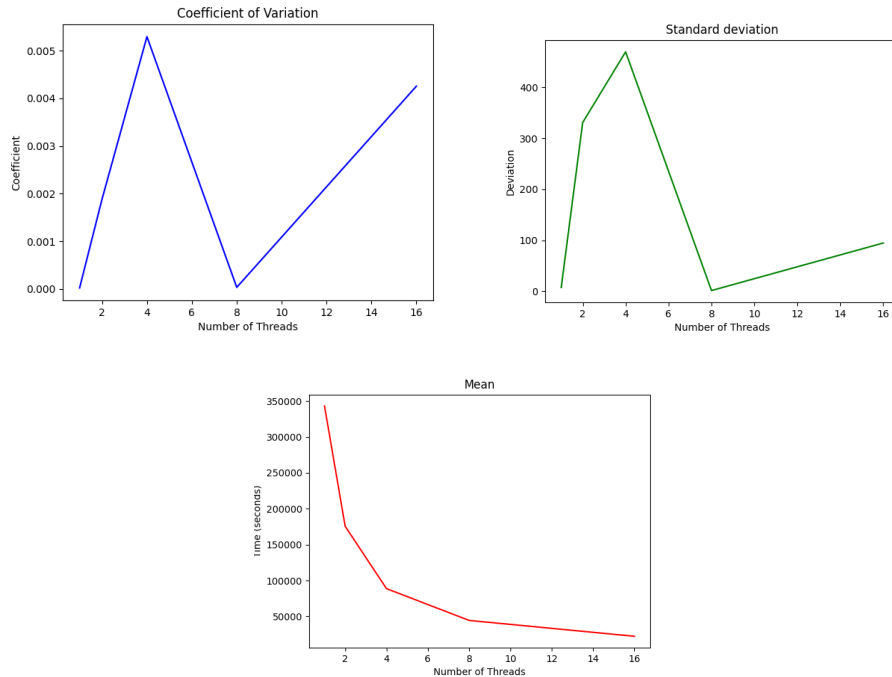 Coefficient of Variation
0.005
0.004
0.003
0.002
0.001
0.000
Coefficient
2 4 6 8 10 12 14 16
Number of Threads
Standard deviation
400
300
200
100
0
Deviation
2 4 6 8 10 12 14 16
Number of Threads
Mean
350000
300000
250000
200000
150000
100000
50000
Time (seconds)
2 4 6 8 10 12 14 16
Number of Threads